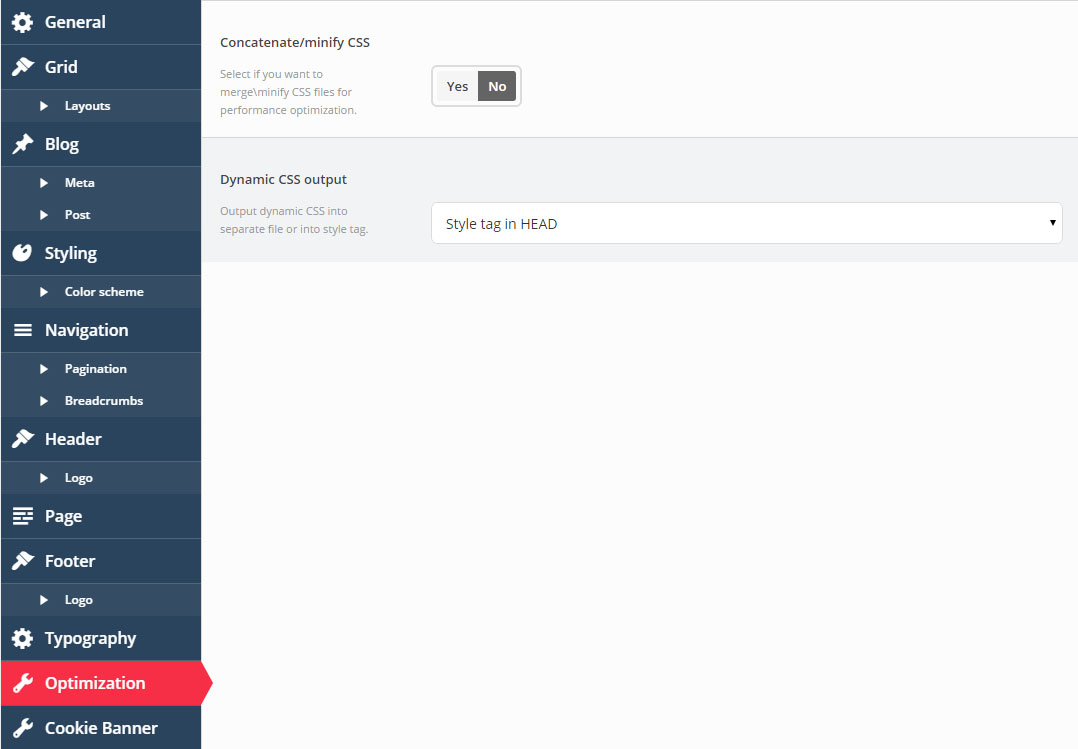 General
Grid
Layouts
Blog
Meta
Post
Styling
Color scheme
Navigation
Pagination
Breadcrumbs
Header
Logo
Page
Footer
Logo
Typography
Optimization
Cookie Banner
Concatenate/minify CSS
Select if you want to
merge\minify CSS files for
performance optimization.
Yes No
Dynamic CSS output
Output dynamic CSS into
separate file or into style tag.
Style tag in HEAD